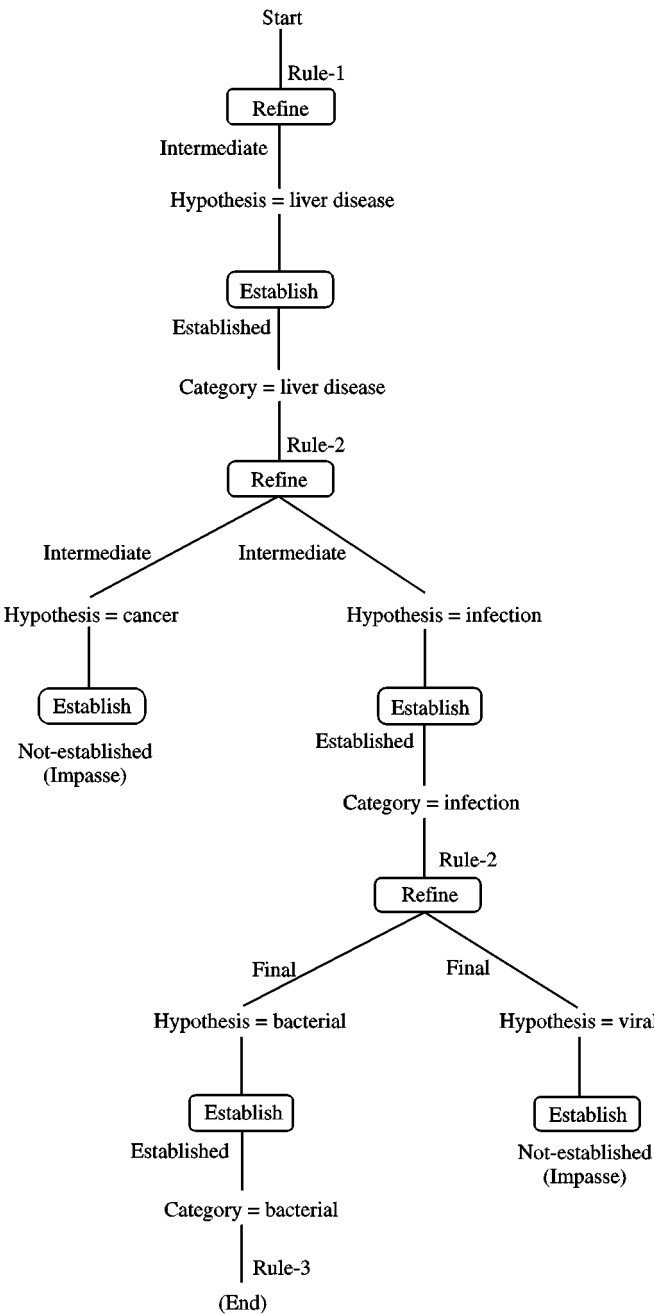 Start
Rule-1
Refine
Intermediate
Hypothesis = liver disease
Establish
Established
Category = liver disease
Rule-2
Refine
Intermediate Intermediate
Hypothesis = cancer Hypothesis = infection
Establish Establish
Not-established Established
(Impasse)
Category = infection
Rule-2
Refine
Final Final
Hypothesis = bacterial Hypothesis = viral
Establish Establish
Established Not-established
(Impasse)
Category = bacterial
Rule-3
(End)